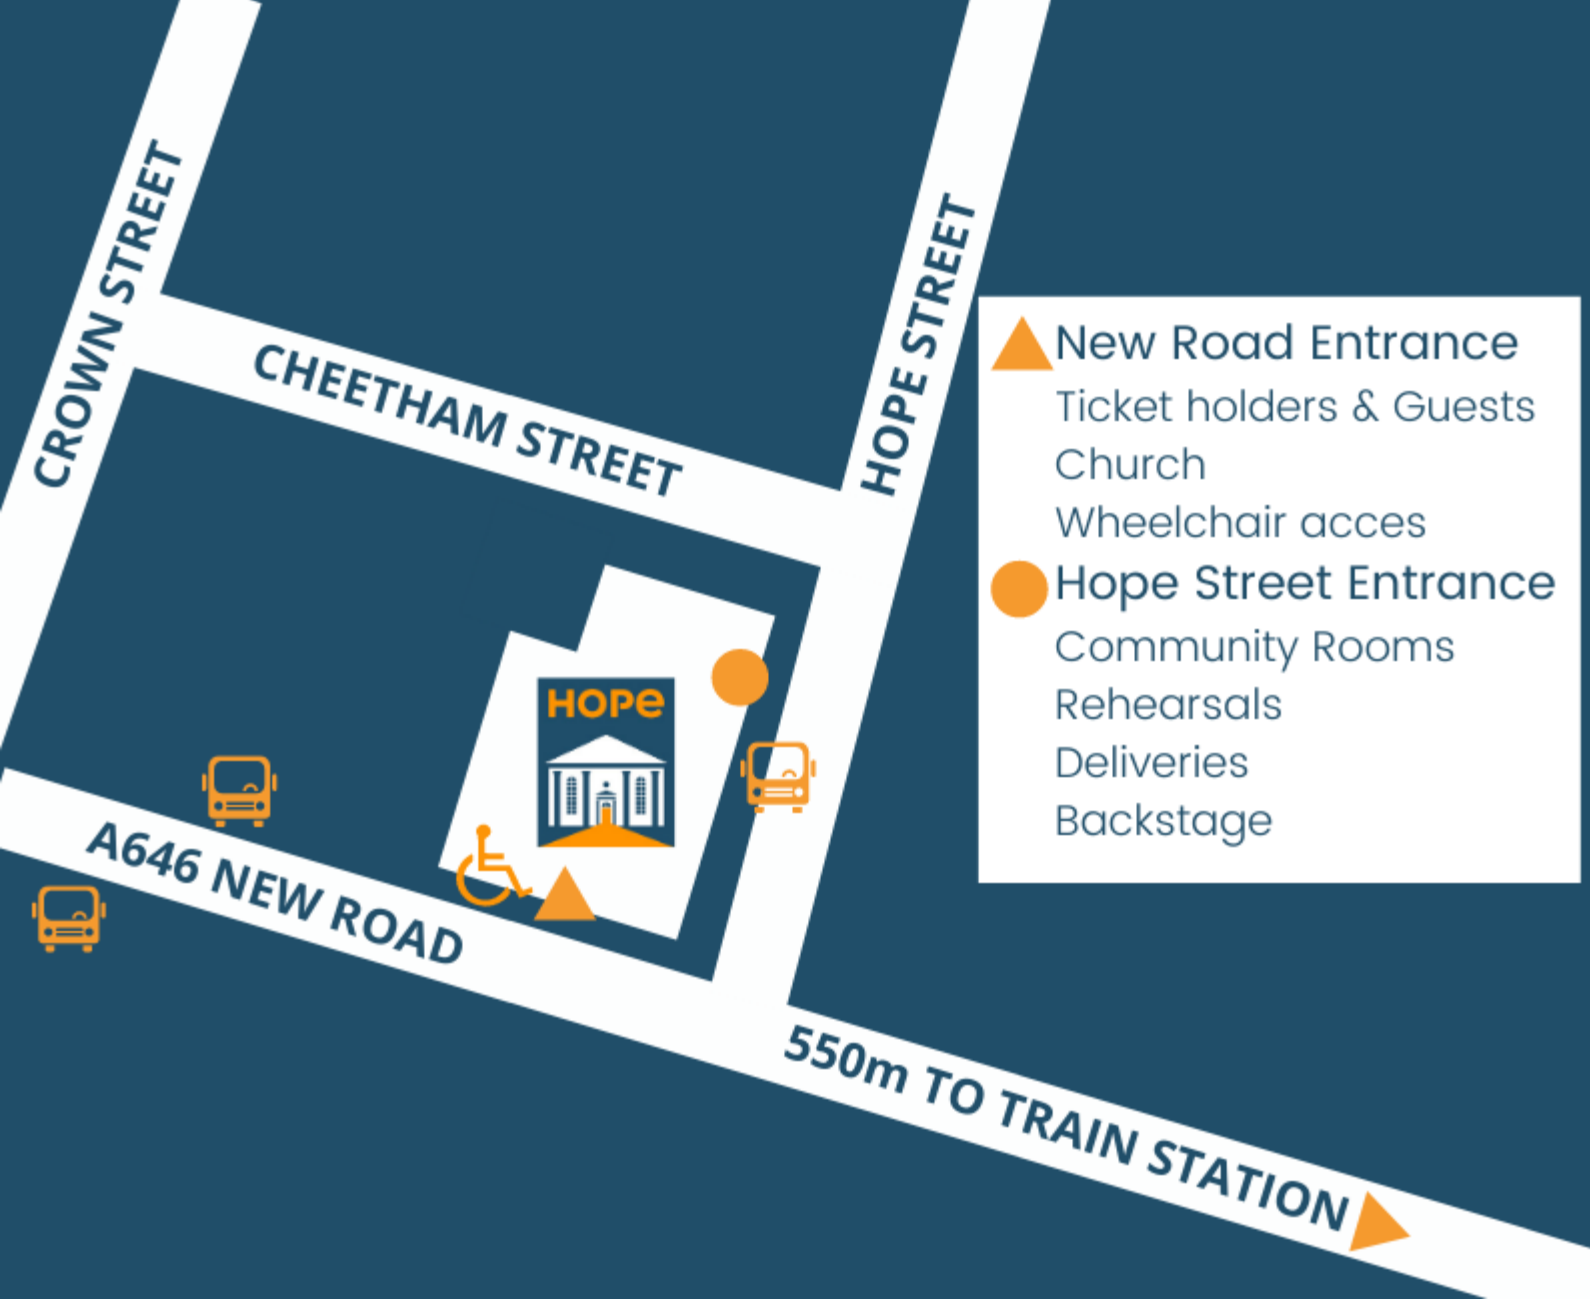 CROWN STREET
CHEETHAM STREET
HOPE STREET
New Road Entrance
Ticket holders & Guests
Church
Wheelchair acces
Hope Street Entrance
Community Rooms
Rehearsals
Deliveries
Backstage
HOPe
A646 NEW ROAD
550m TO TRAIN STATION